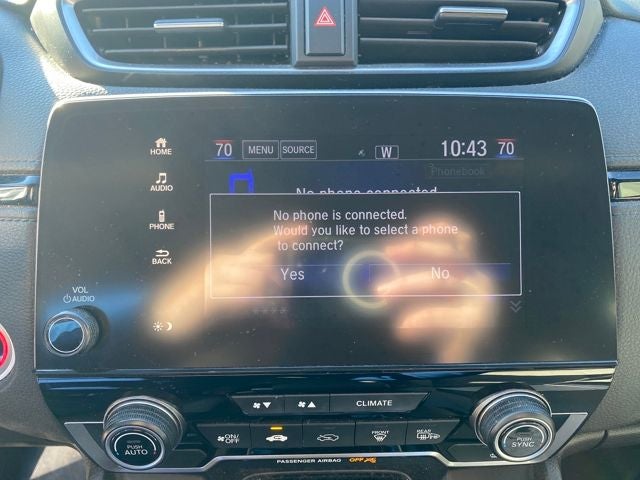 HOME
70 MENU SOURCE W 10:43 70
Phonebook
AUDIO
No phone connected
No phone is connected.
Would you like to select a phone
to connect?
Yes No
PHONE
BACK
VOL
AUDIO
CLIMATE
ON/
OFF
FRONT
REAR
PUSH
AUTO
PUSH
SYNC
PASSENGER AIRBAG OFF